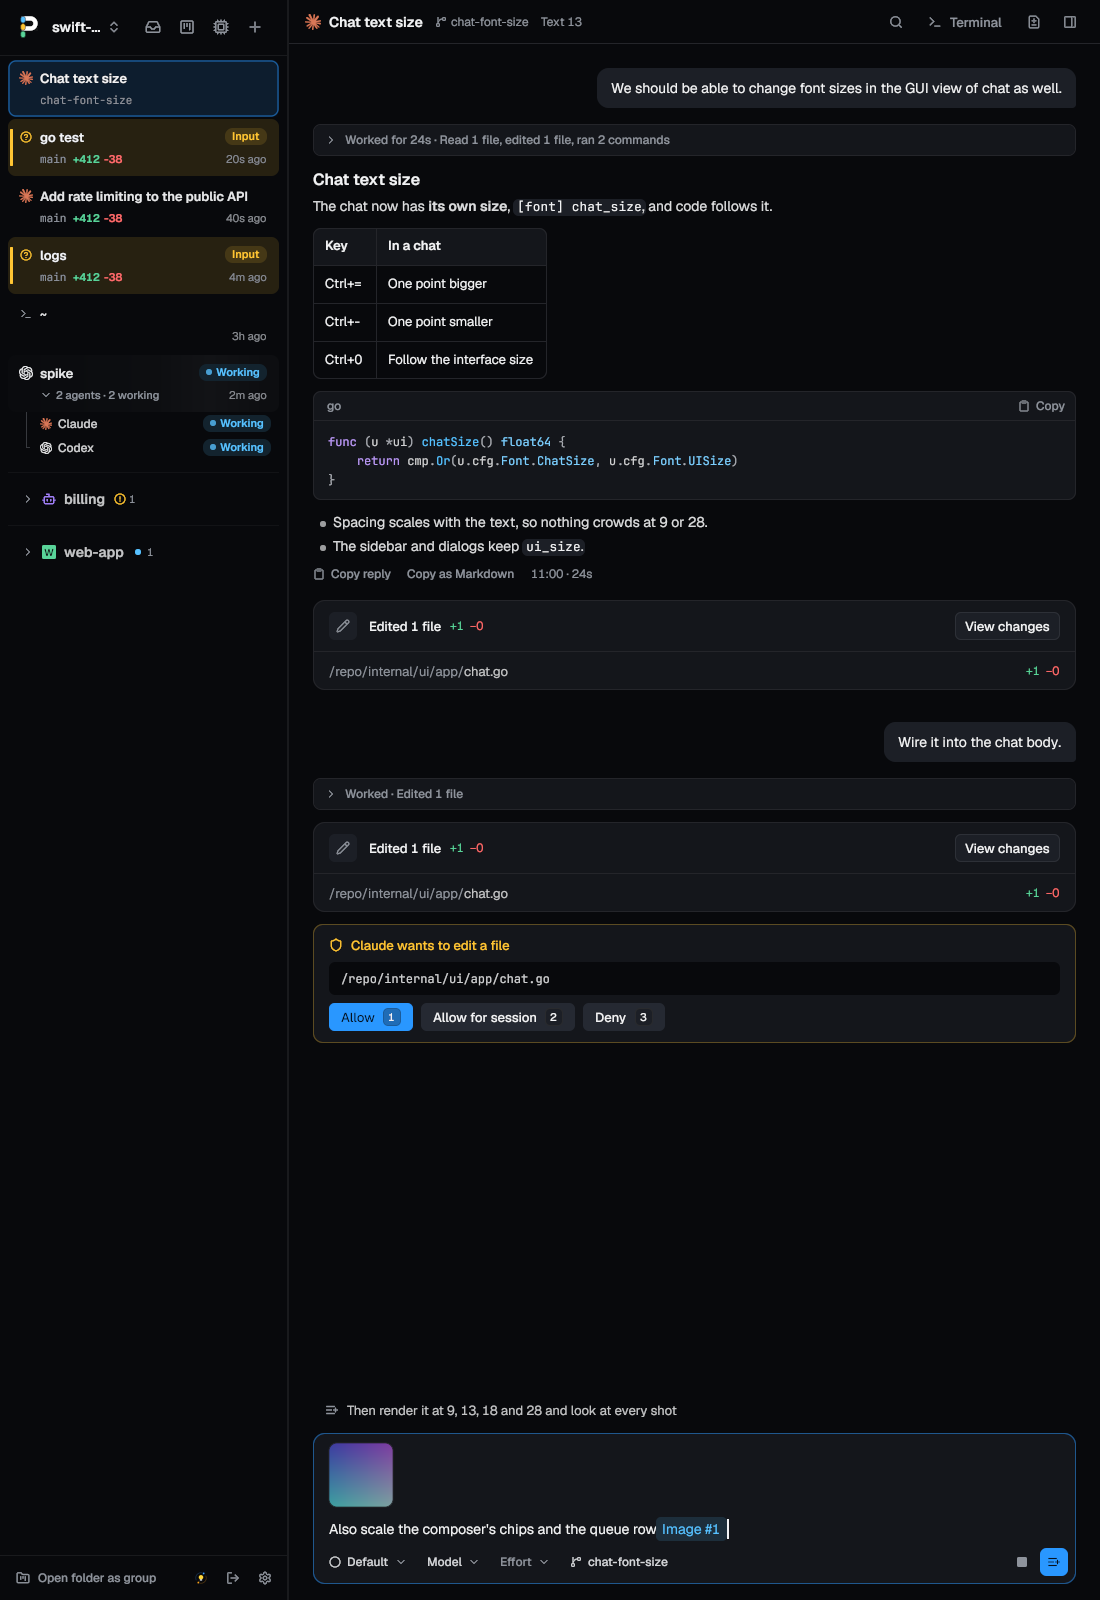 swift-...
Chat text size
chat-font-size
go test
Input
main +412 -38
20s ago
Add rate limiting to the public API
main +412 -38
40s ago
logs
Input
main +412 -38
4m ago
~
3h ago
spike
Working
2 agents · 2 working
2m ago
Claude
Working
Codex
Working
billing
1
W
web-app
1
Open folder as group
Chat text size
chat-font-size
Text 13
Terminal
We should be able to change font sizes in the GUI view of chat as well.
Worked for 24s · Read 1 file, edited 1 file, ran 2 commands
Chat text size
The chat now has its own size, [font] chat_size, and code follows it.
Key In a chat
Ctrl+= One point bigger
Ctrl+- One point smaller
Ctrl+0 Follow the interface size
go
Copy
func (u *ui) chatSize() float64 {
    return cmp.Or(u.cfg.Font.ChatSize, u.cfg.Font.UISize)
}
Spacing scales with the text, so nothing crowds at 9 or 28.
The sidebar and dialogs keep ui_size.
Copy reply Copy as Markdown 11:00 · 24s
Edited 1 file +1 −0
View changes
/repo/internal/ui/app/chat.go
+1 −0
Wire it into the chat body.
Worked · Edited 1 file
Edited 1 file +1 −0
View changes
/repo/internal/ui/app/chat.go
+1 −0
Claude wants to edit a file
/repo/internal/ui/app/chat.go
Allow 1
Allow for session 2
Deny 3
Then render it at 9, 13, 18 and 28 and look at every shot
Also scale the composer's chips and the queue row Image #1
Default
Model
Effort
chat-font-size